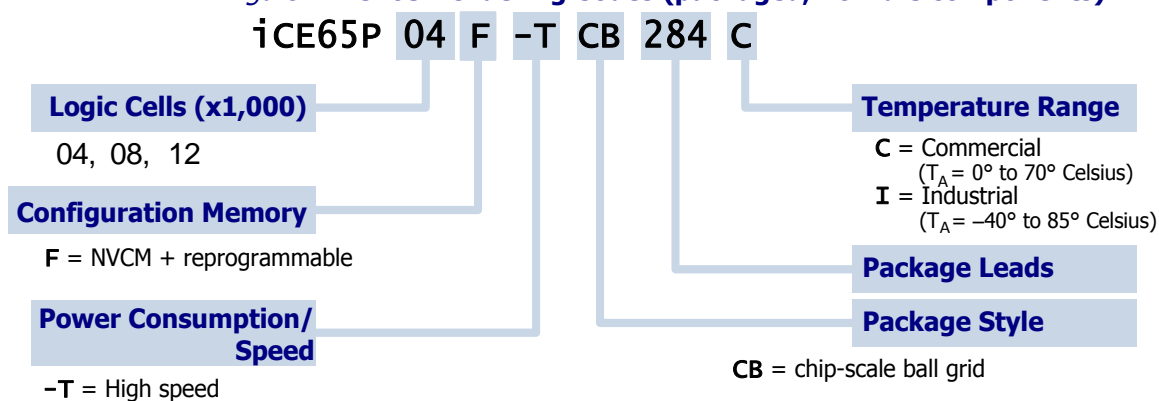 iCE65P 04 F -T CB 284 C
Logic Cells (x1,000)
04, 08, 12
Configuration Memory
F = NVCM + reprogrammable
Power Consumption/
Speed
-T = High speed
Temperature Range
C = Commercial
(TA = 0° to 70° Celsius)
I = Industrial
(TA = –40° to 85° Celsius)
Package Leads
Package Style
CB = chip-scale ball grid